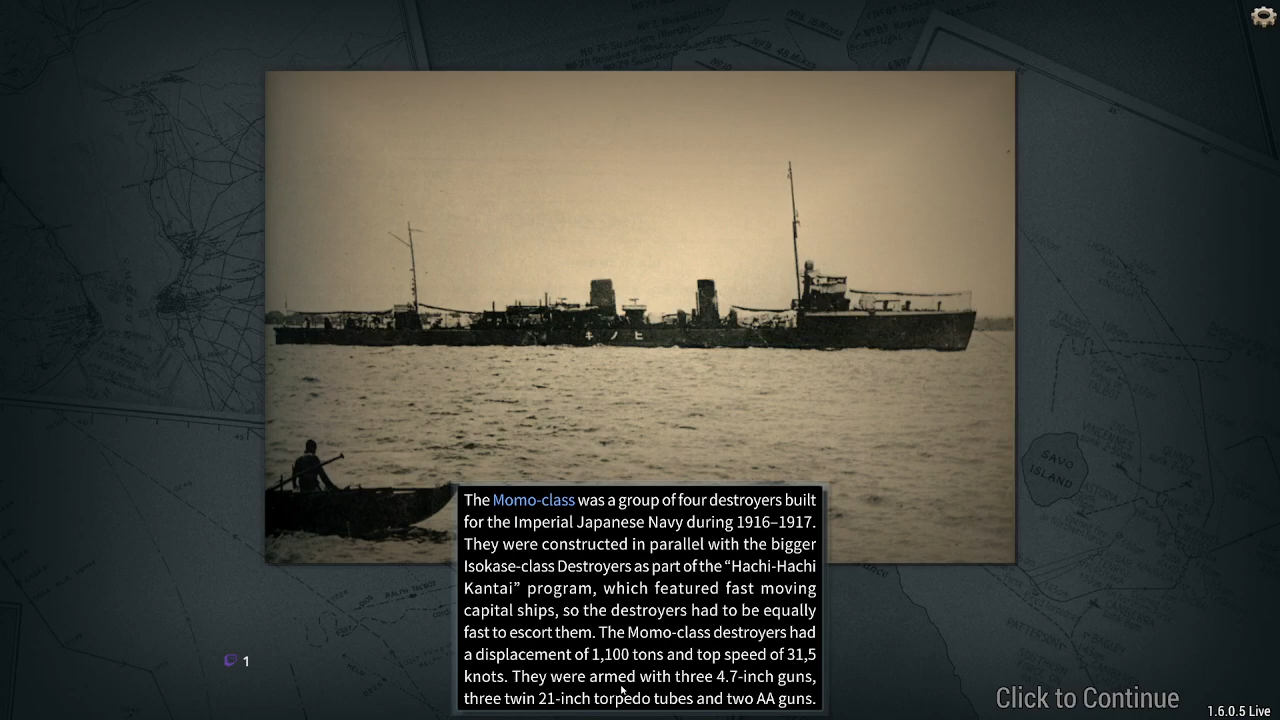 キノヒ
SAVO
ISLAND
The Momo-class was a group of four destroyers built
for the Imperial Japanese Navy during 1916–1917.
They were constructed in parallel with the bigger
Isokase-class Destroyers as part of the “Hachi-Hachi
Kantai” program, which featured fast moving
capital ships, so the destroyers had to be equally
fast to escort them. The Momo-class destroyers had
a displacement of 1,100 tons and top speed of 31,5
knots. They were armed with three 4.7-inch guns,
three twin 21-inch torpedo tubes and two AA guns.
1
Click to Continue
1.6.0.5 Live